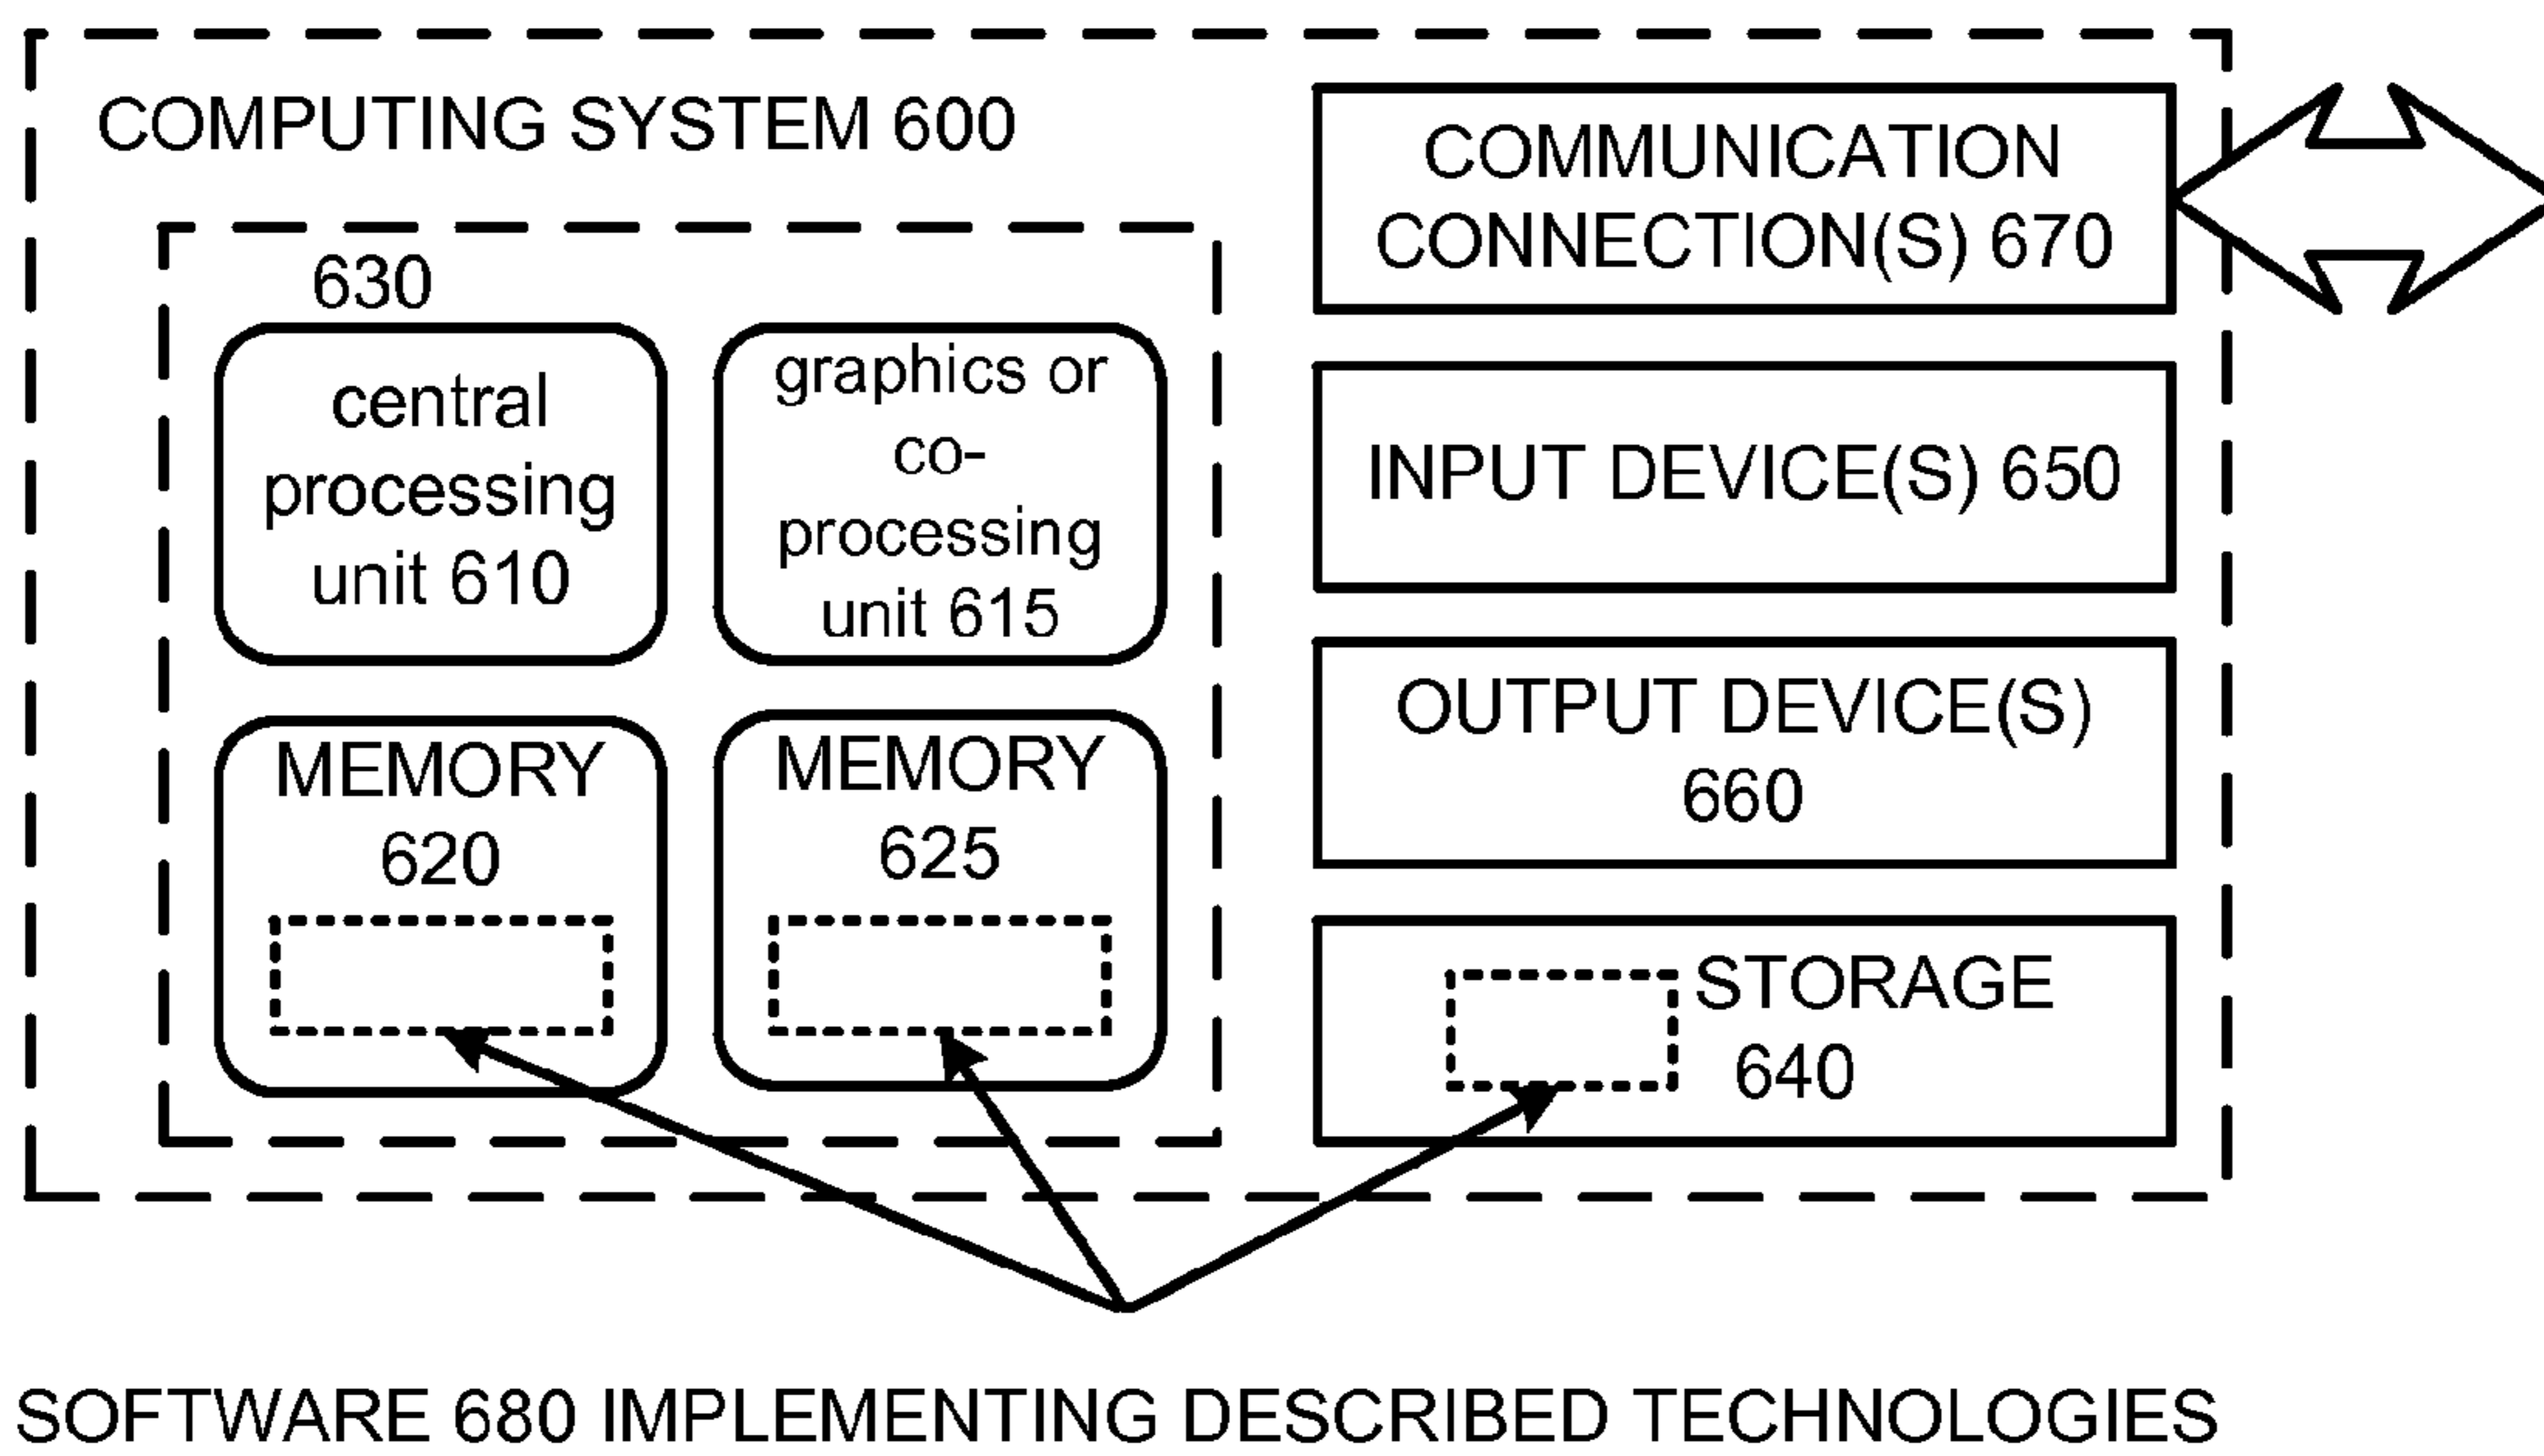 COMPUTING SYSTEM 600
630
central
processing
unit 610
graphics or
co-
processing
unit 615
MEMORY
620
MEMORY
625
COMMUNICATION
CONNECTION(S) 670
INPUT DEVICE(S) 650
OUTPUT DEVICE(S)
660
STORAGE
640
SOFTWARE 680 IMPLEMENTING DESCRIBED TECHNOLOGIES